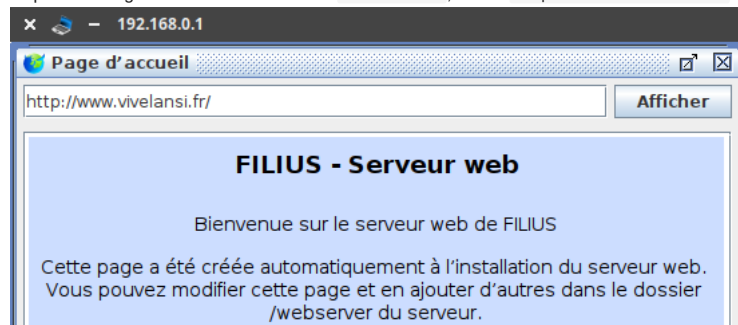 192.168.0.1
Page d'accueil
http://www.vivelansi.fr/
Afficher
FILIUS - Serveur web
Bienvenue sur le serveur web de FILIUS
Cette page a été créée automatiquement à l'installation du serveur web.
Vous pouvez modifier cette page et en ajouter d'autres dans le dossier
/webserver du serveur.